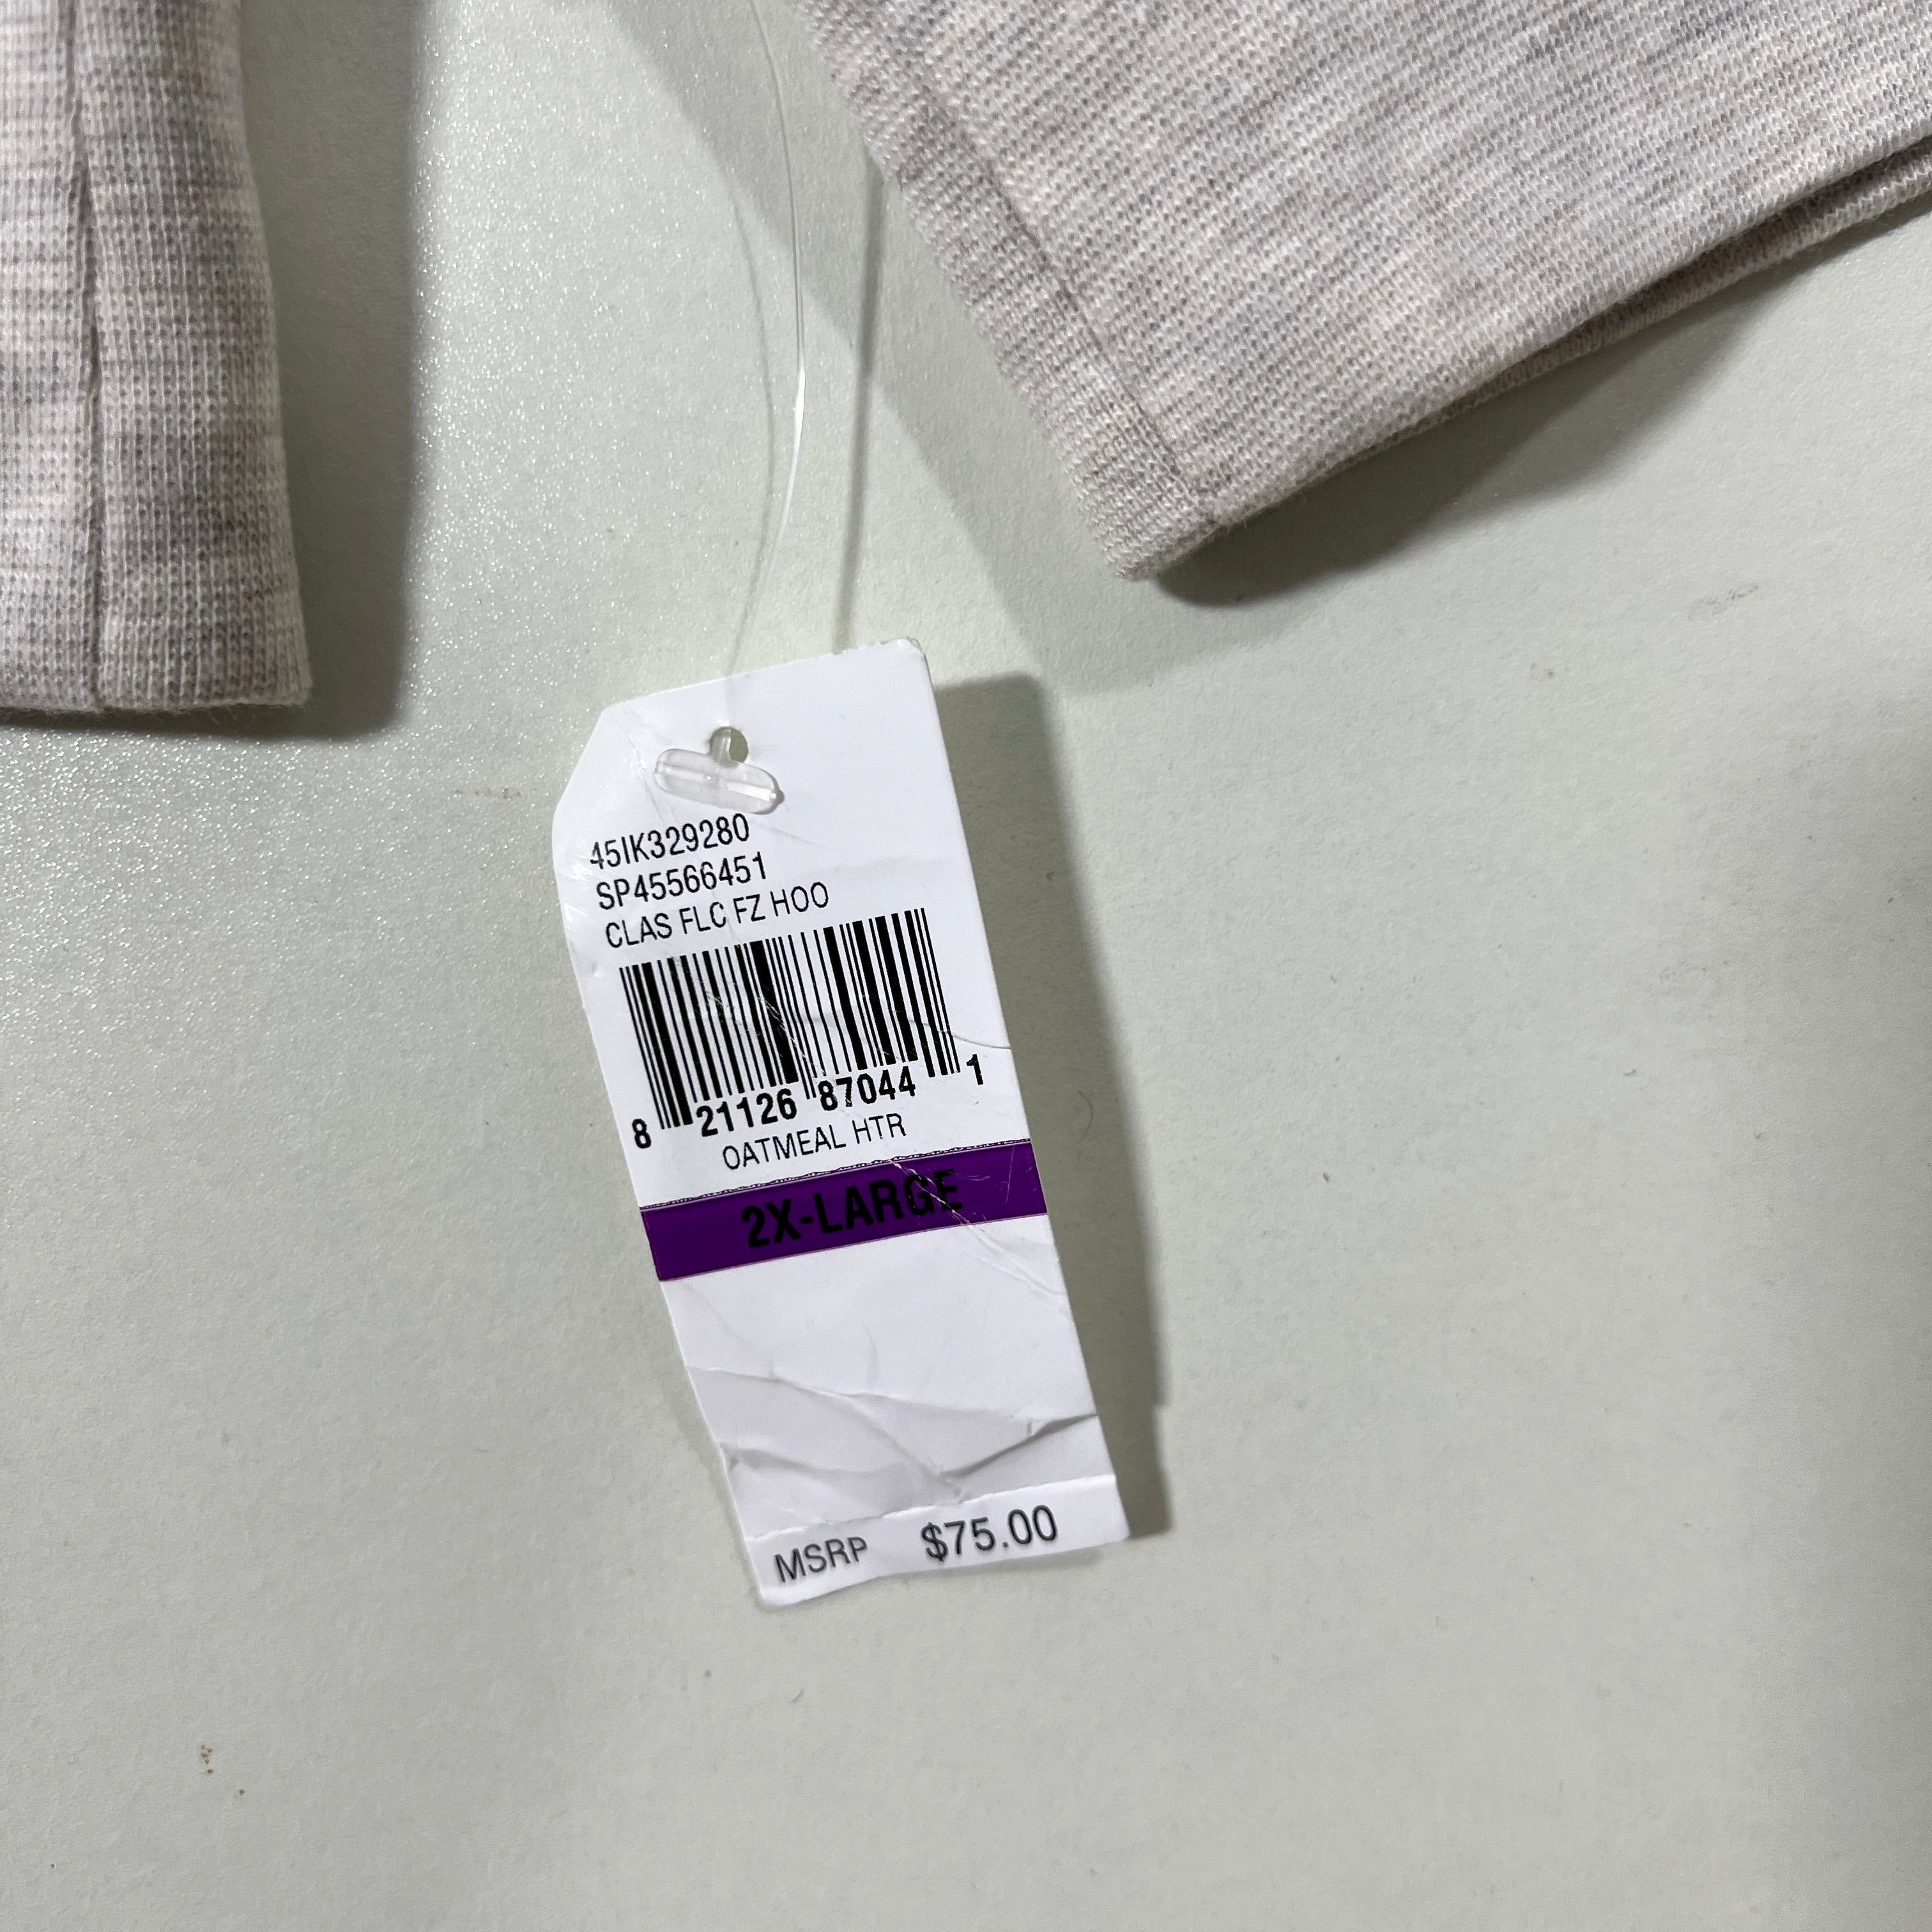 45IK329280
SP45566451
CLAS FLC FZ HOO
8 21126 87044 1
OATMEAL HTR
2X-LARGE
MSRP $75.00